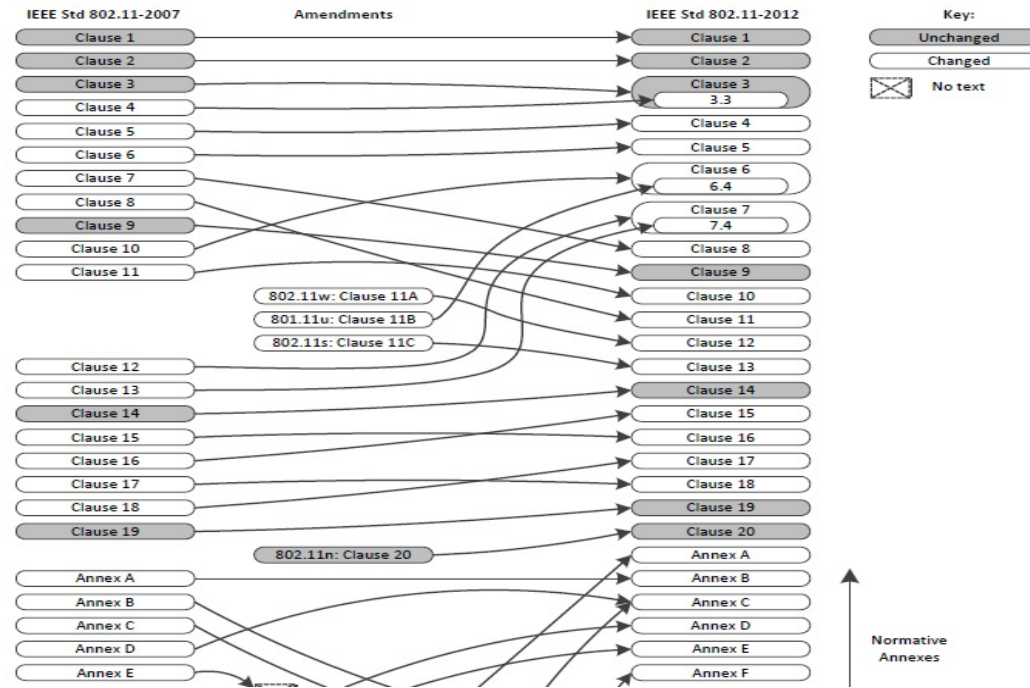 IEEE Std 802.11-2007
Amendments
IEEE Std 802.11-2012
Key:
Clause 1
Clause 1
Unchanged
Clause 2
Clause 2
Changed
Clause 3
Clause 3
No text
Clause 4
3.3
Clause 5
Clause 4
Clause 6
Clause 5
Clause 7
Clause 6
Clause 8
6.4
Clause 9
Clause 7
7.4
Clause 10
Clause 8
Clause 11
Clause 9
802.11w: Clause 11A
Clause 10
801.11u: Clause 11B
Clause 11
802.11s: Clause 11C
Clause 12
Clause 12
Clause 13
Clause 13
Clause 14
Clause 14
Clause 15
Clause 15
Clause 16
Clause 16
Clause 17
Clause 17
Clause 18
Clause 18
Clause 19
Clause 19
Clause 20
802.11n: Clause 20
Annex A
Annex A
Annex B
Annex B
Annex C
Annex C
Annex D
Annex D
Annex E
Annex E
Annex F
Normative
Annexes